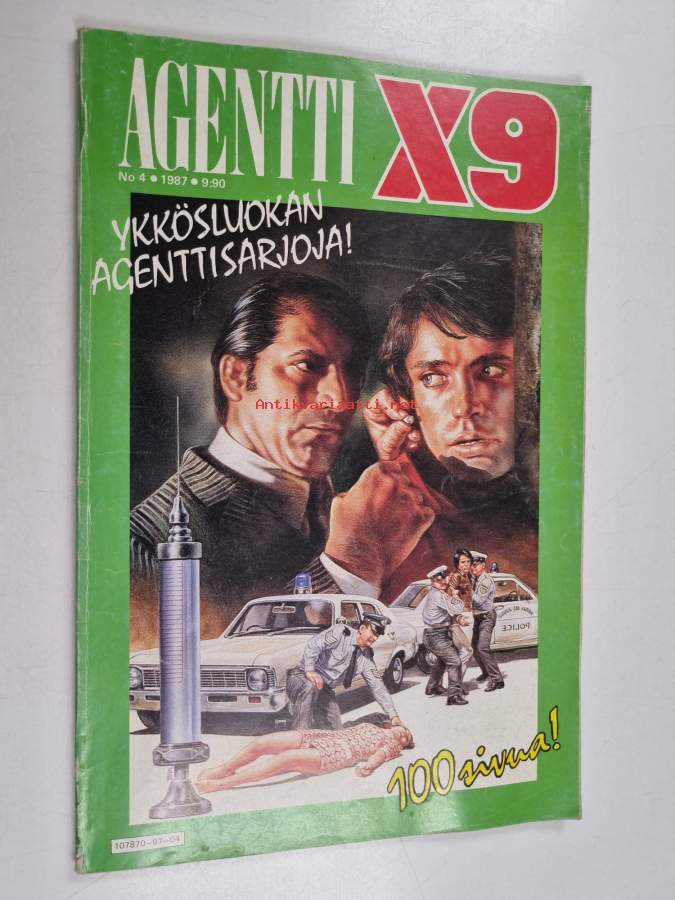 AGENTTI X9
No 4 • 1987 • 9:90
YKKÖSLUOKAN
AGENTTISARJOJA!
Antikvariaatti.net
POLICE
100 sivua!
107870-87-04